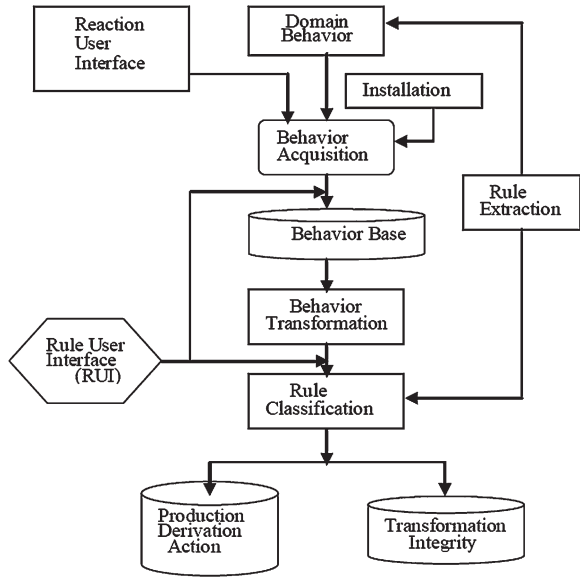 Reaction
User
Interface
Domain
Behavior
Installation
Behavior
Acquisition
Rule
Extraction
Behavior Base
Behavior
Transformation
Rule User
Interface
(RUI)
Rule
Classification
Production
Derivation
Action
Transformation
Integrity